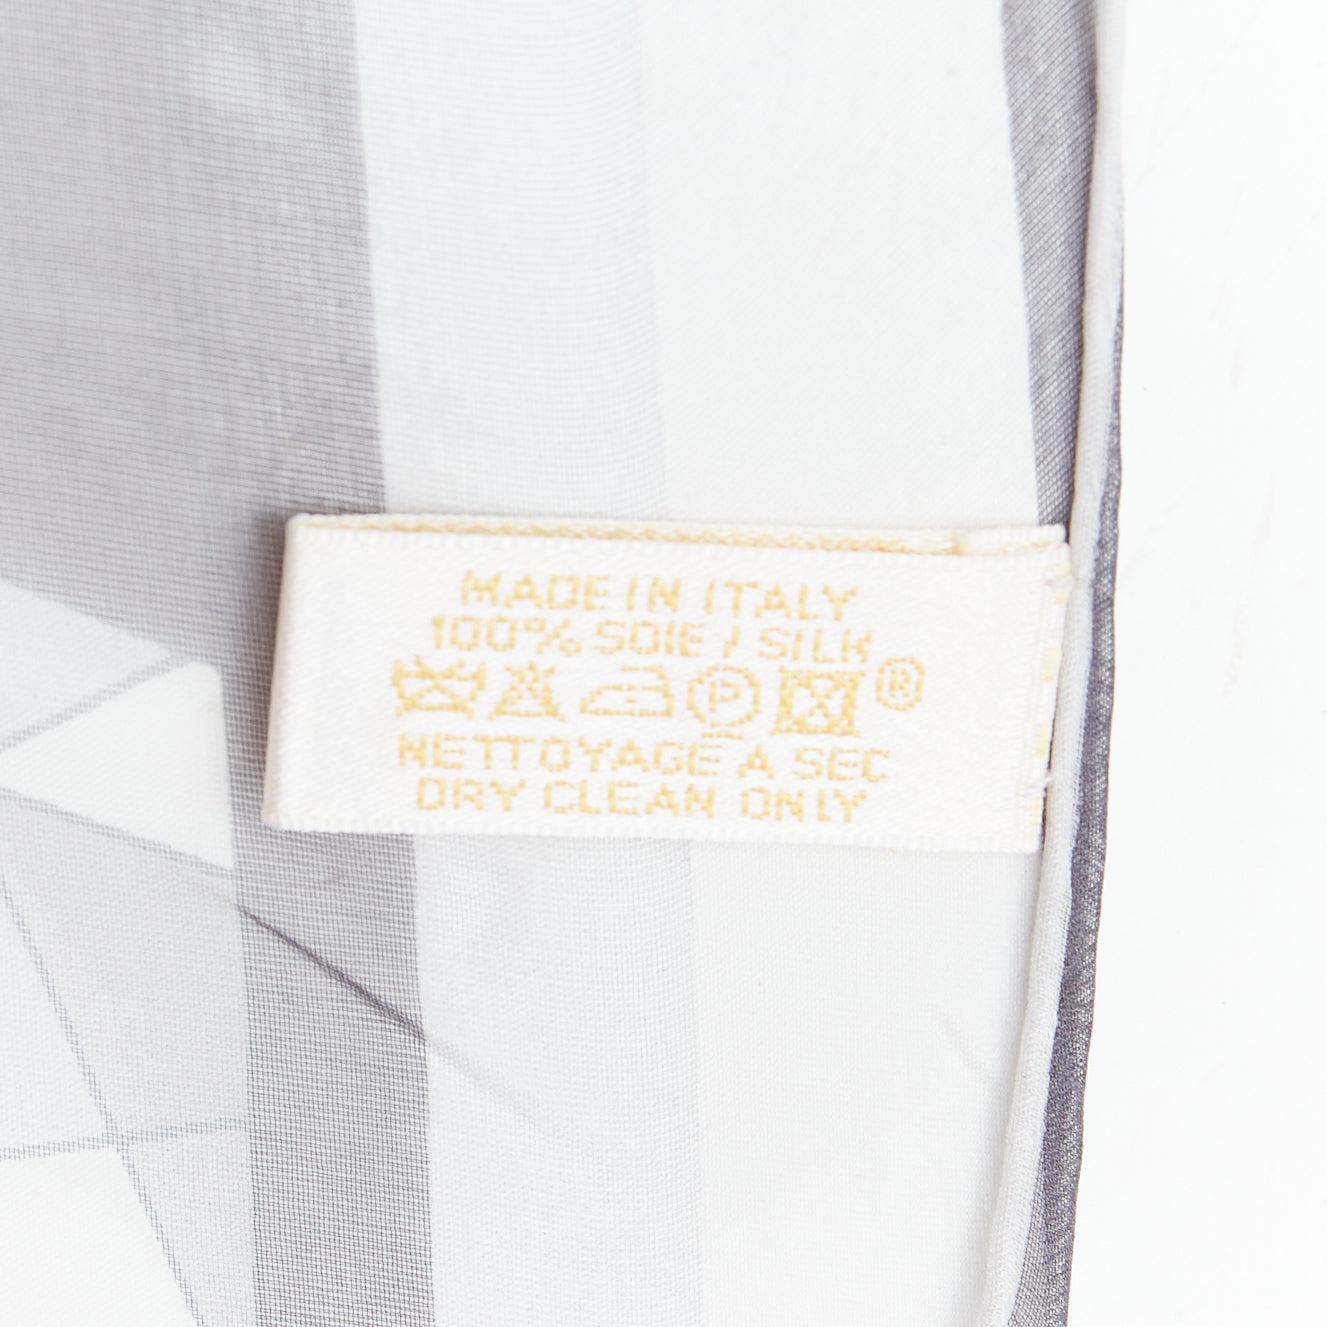 MADE IN ITALY
100% SOIE / SILK
P ®
NETTOYAGE A SEC
DRY CLEAN ONLY